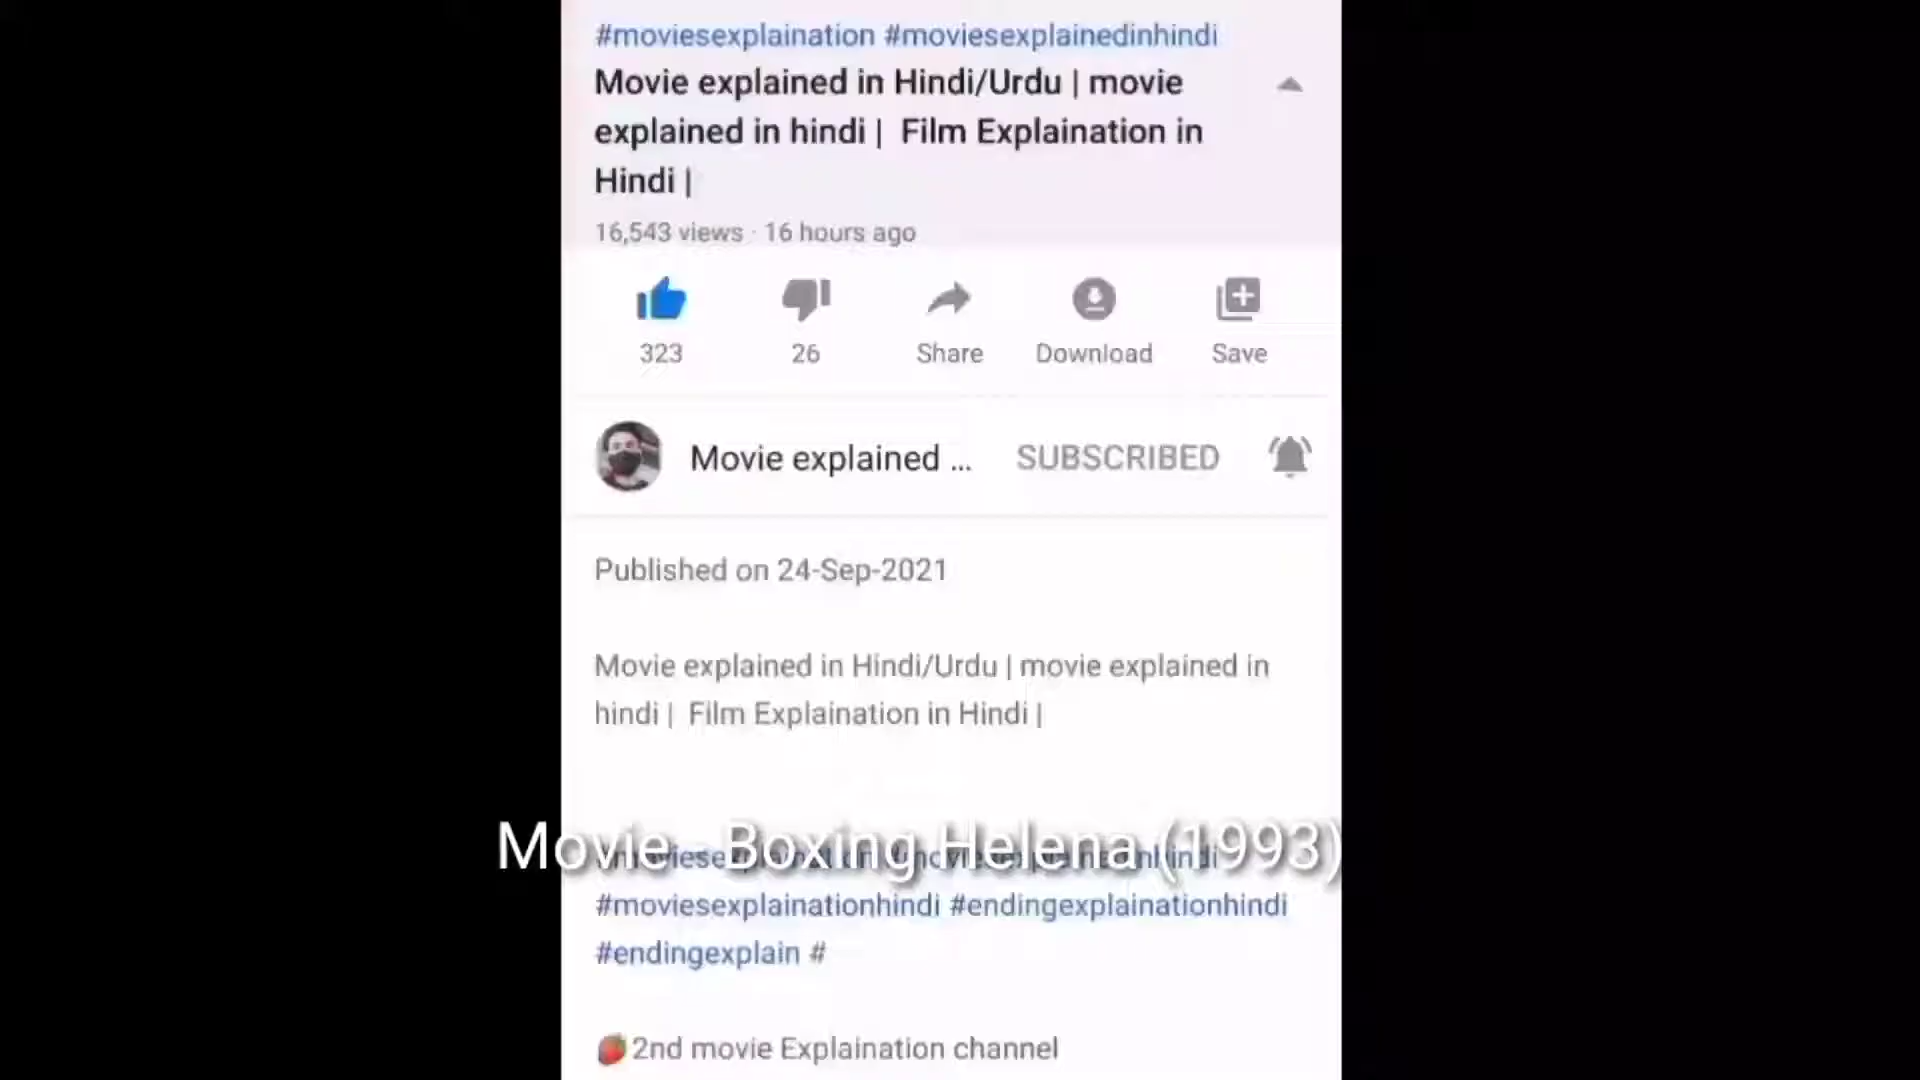 #moviesexplaination #moviesexplainedinhindi
Movie explained in Hindi/Urdu | movie
explained in hindi | Film Explaination in
Hindi |
16,543 views · 16 hours ago
323
26
Share
Download
Save
Movie explained ...
SUBSCRIBED
Published on 24-Sep-2021
Movie explained in Hindi/Urdu | movie explained in
hindi | Film Explaination in Hindi |
Movie - Boxing Helena (1993)
#moviesexplainationhindi #endingexplainationhindi
#endingexplain #
2nd movie Explaination channel